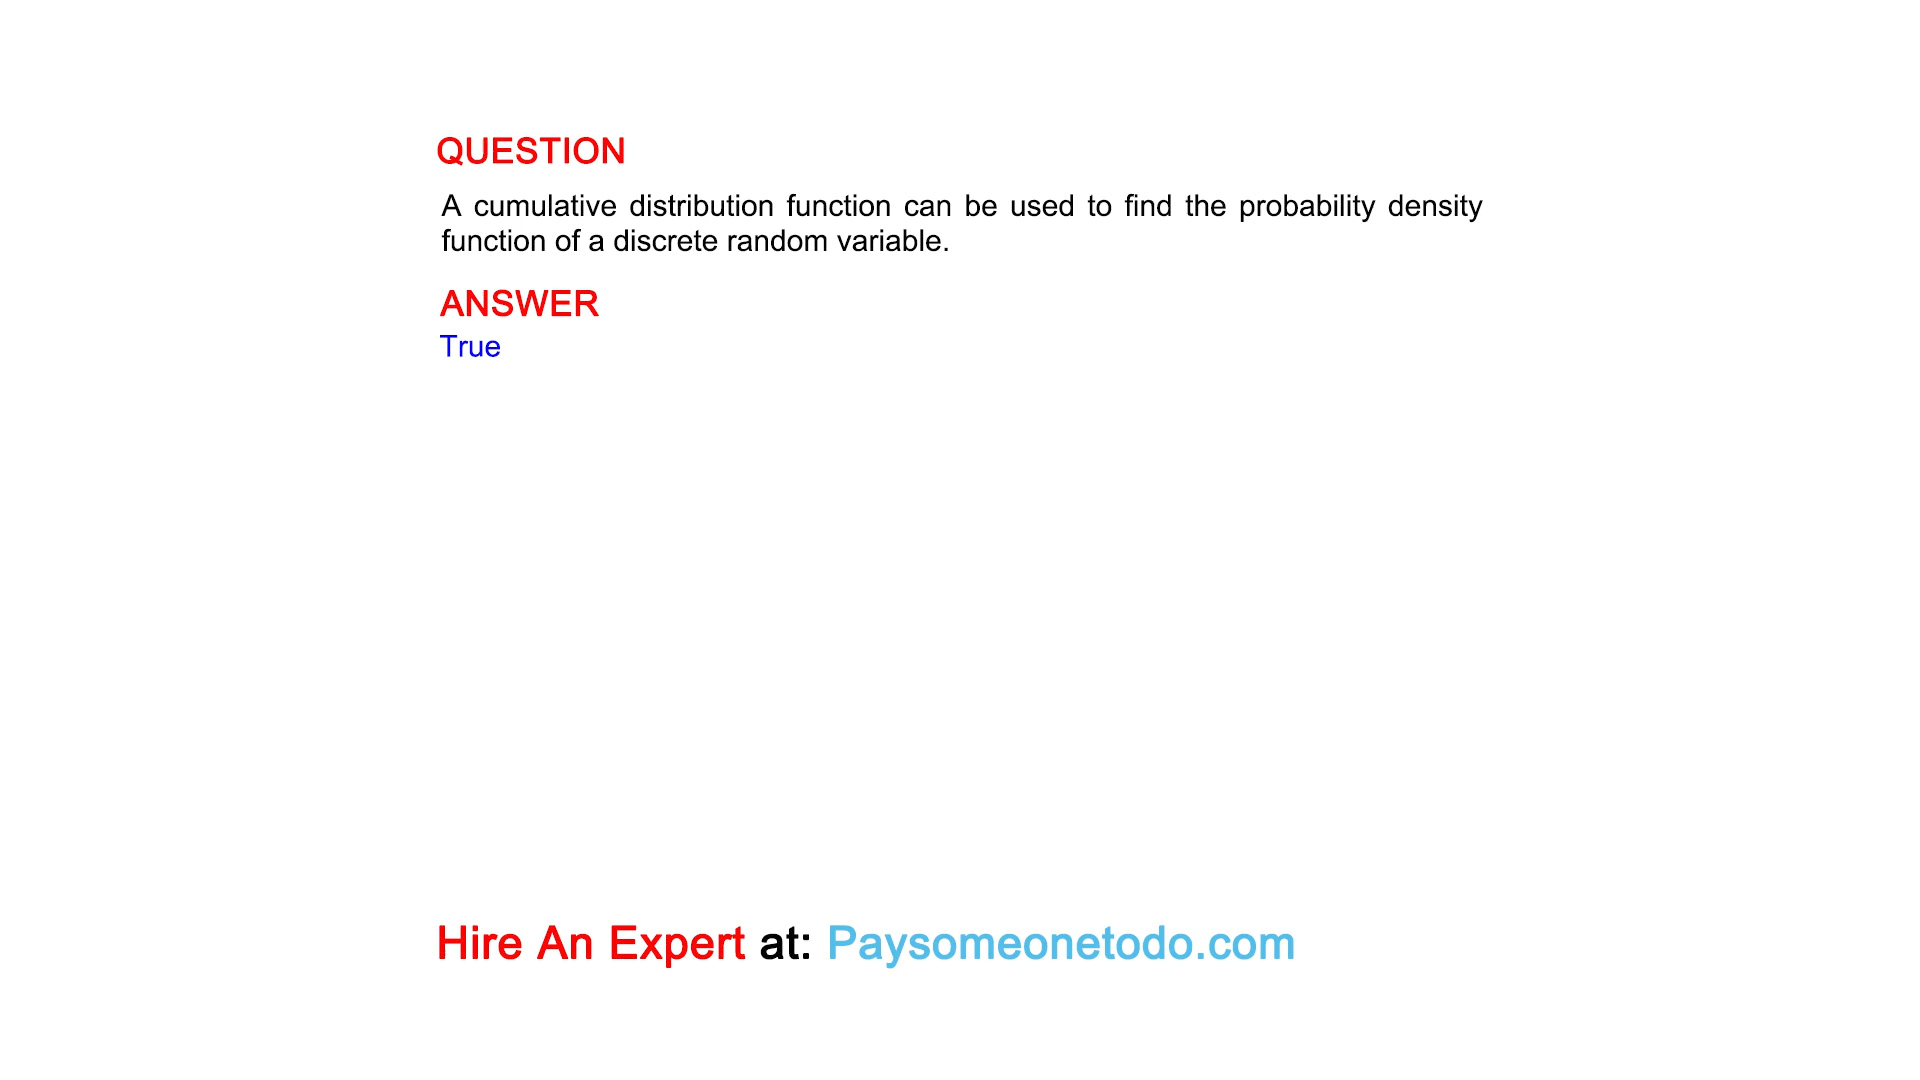 QUESTION
A cumulative distribution function can be used to find the probability density
function of a discrete random variable.
ANSWER
True
Hire An Expert at: Paysomeonetodo.com